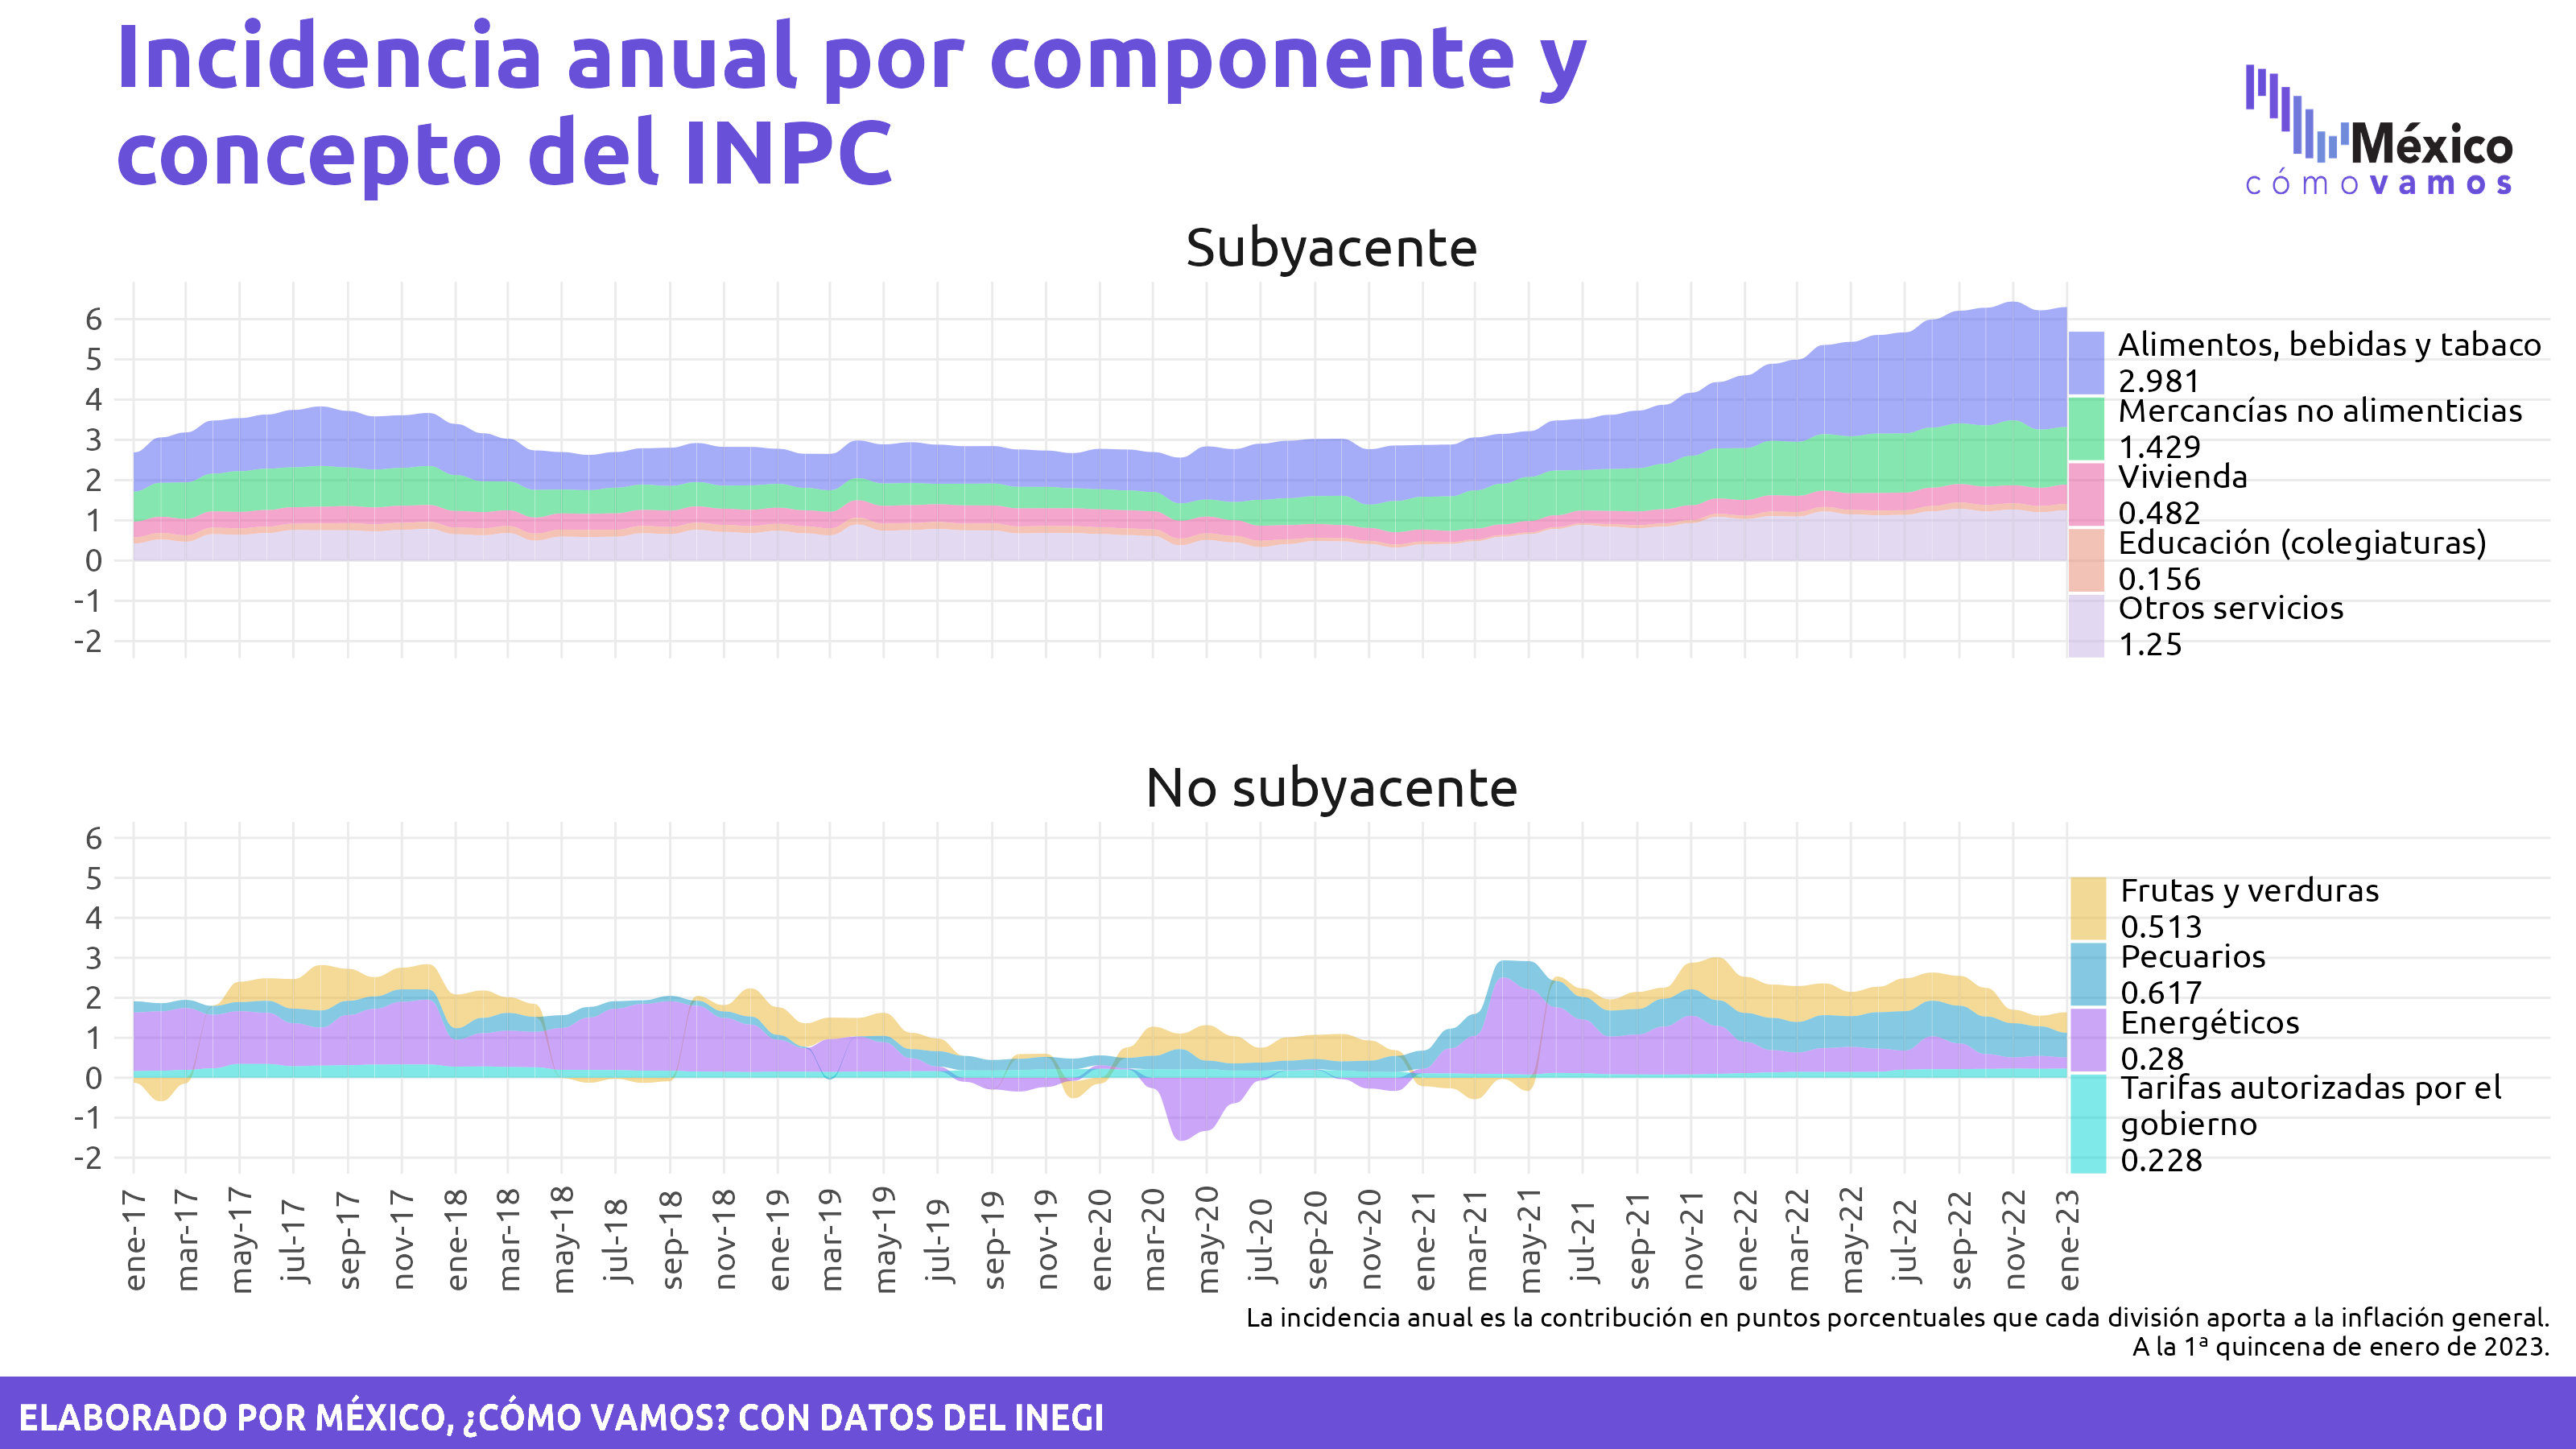 Incidencia anual por componente y
concepto del INPC
México
cómovamos
Subyacente
6
5
4
3
2
1
0
-1
-2
Alimentos, bebidas y tabaco
2.981
Mercancías no alimenticias
1.429
Vivienda
0.482
Educación (colegiaturas)
0.156
Otros servicios
1.25
No subyacente
6
5
4
3
2
1
0
-1
-2
Frutas y verduras
0.513
Pecuarios
0.617
Energéticos
0.28
Tarifas autorizadas por el
gobierno
0.228
ene-17
mar-17
may-17
jul-17
sep-17
nov-17
ene-18
mar-18
may-18
jul-18
sep-18
nov-18
ene-19
mar-19
may-19
jul-19
sep-19
nov-19
ene-20
mar-20
may-20
jul-20
sep-20
nov-20
ene-21
mar-21
may-21
jul-21
sep-21
nov-21
ene-22
mar-22
may-22
jul-22
sep-22
nov-22
ene-23
La incidencia anual es la contribución en puntos porcentuales que cada división aporta a la inflación general.
A la 1ª quincena de enero de 2023.
ELABORADO POR MÉXICO, ¿CÓMO VAMOS? CON DATOS DEL INEGI